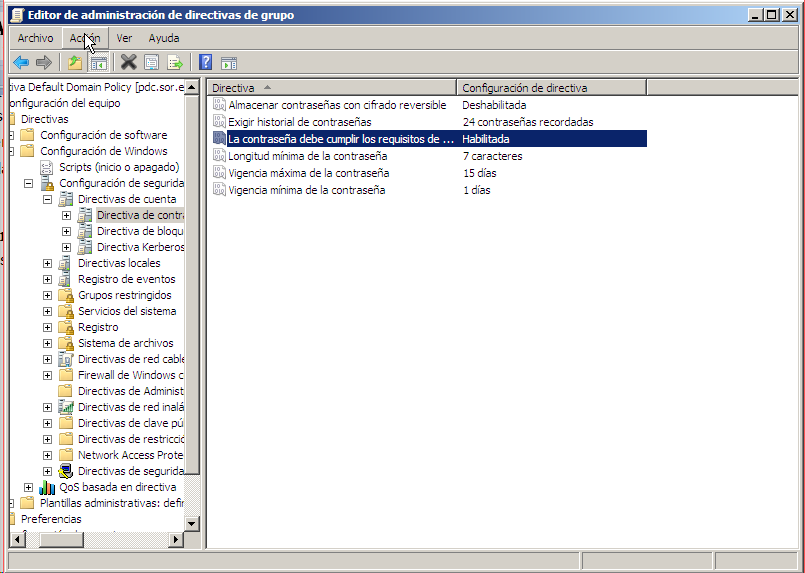 Editor de administración de directivas de grupo
Archivo Acción Ver Ayuda
iva Default Domain Policy [pdc.sor.e
onfiguración del equipo
Directivas
Configuración de software
Configuración de Windows
Scripts (inicio o apagado)
Configuración de segurida
Directivas de cuenta
Directiva de contra
Directiva de bloqu
Directiva Kerberos
Directivas locales
Registro de eventos
Grupos restringidos
Servicios del sistema
Registro
Sistema de archivos
Directivas de red cable
Firewall de Windows c
Directivas de Administ
Directivas de red inalá
Directivas de clave pú
Directivas de restricció
Network Access Prote
Directivas de segurida
QoS basada en directiva
Plantillas administrativas: defin
Preferencias
Directiva Configuración de directiva
Almacenar contraseñas con cifrado reversible Deshabilitada
Exigir historial de contraseñas 24 contraseñas recordadas
La contraseña debe cumplir los requisitos de ... Habilitada
Longitud mínima de la contraseña 7 caracteres
Vigencia máxima de la contraseña 15 días
Vigencia mínima de la contraseña 1 días